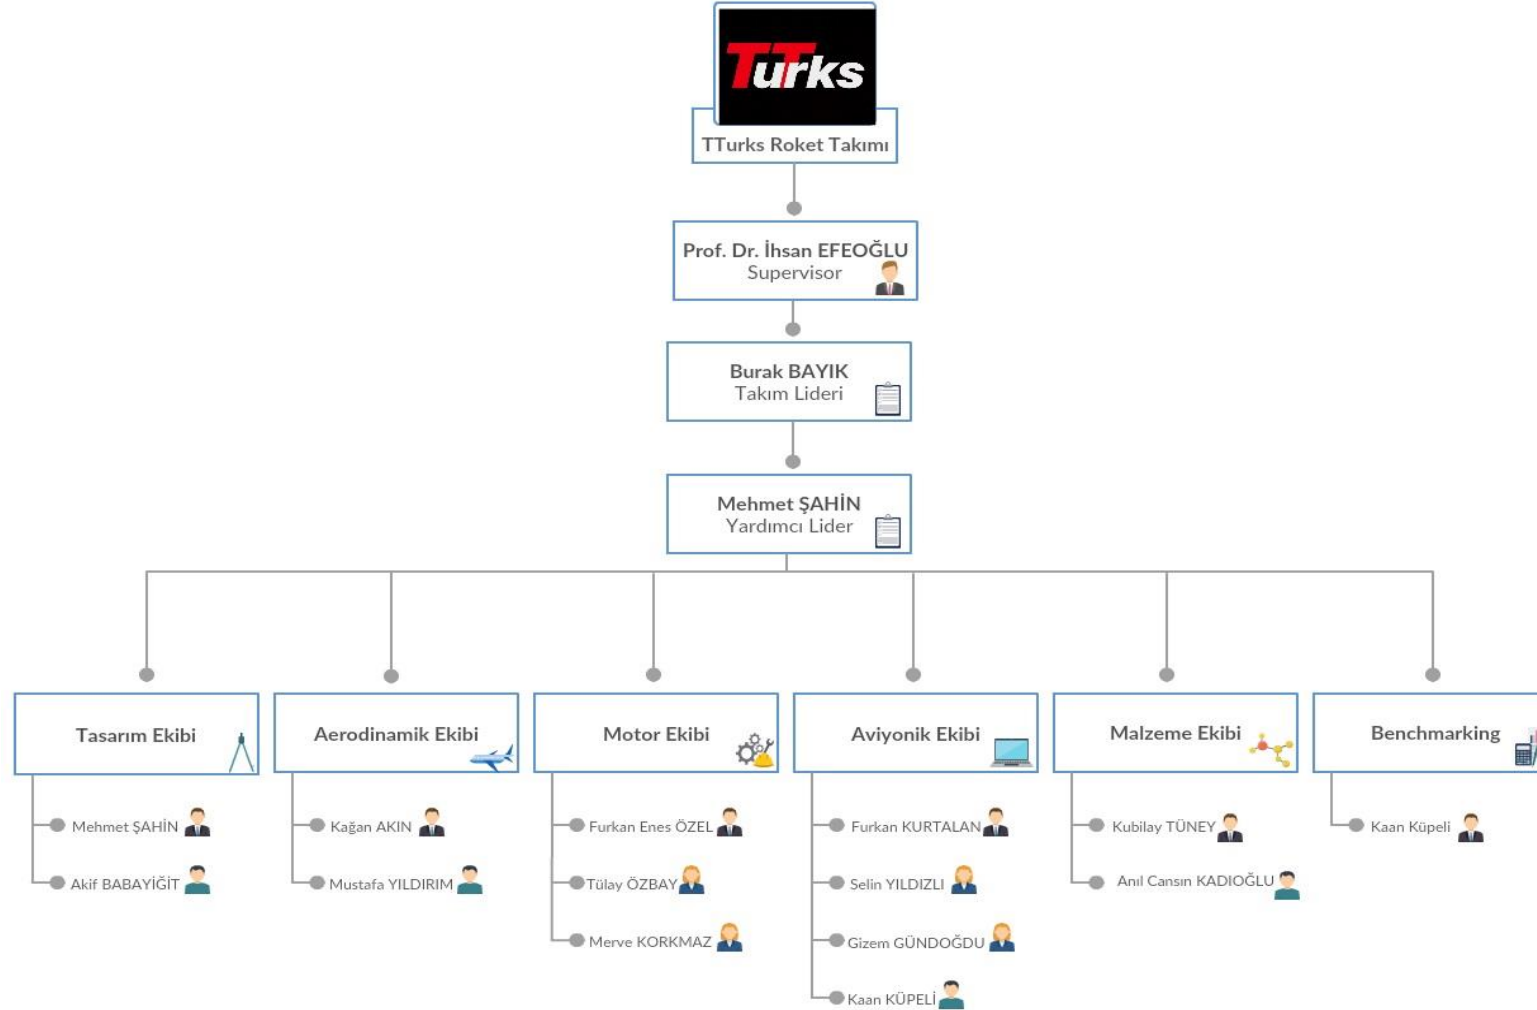 TTurks
TTurks Roket Takımı
Prof. Dr. İhsan EFEOĞLU
Supervisor
Burak BAYIK
Takım Lideri
Mehmet ŞAHİN
Yardımcı Lider
Tasarım Ekibi
Mehmet ŞAHİN
Akif BABAYİĞİT
Aerodinamik Ekibi
Kağan AKIN
Mustafa YILDIRIM
Motor Ekibi
Furkan Enes ÖZEL
Tülay ÖZBAY
Merve KORKMAZ
Aviyonik Ekibi
Furkan KURTALAN
Selin YILDIZLI
Gizem GÜNDOĞDU
Kaan KÜPELİ
Malzeme Ekibi
Kubilay TÜNEY
Anıl Cansın KADIOĞLU
Benchmarking
Kaan Küpeli